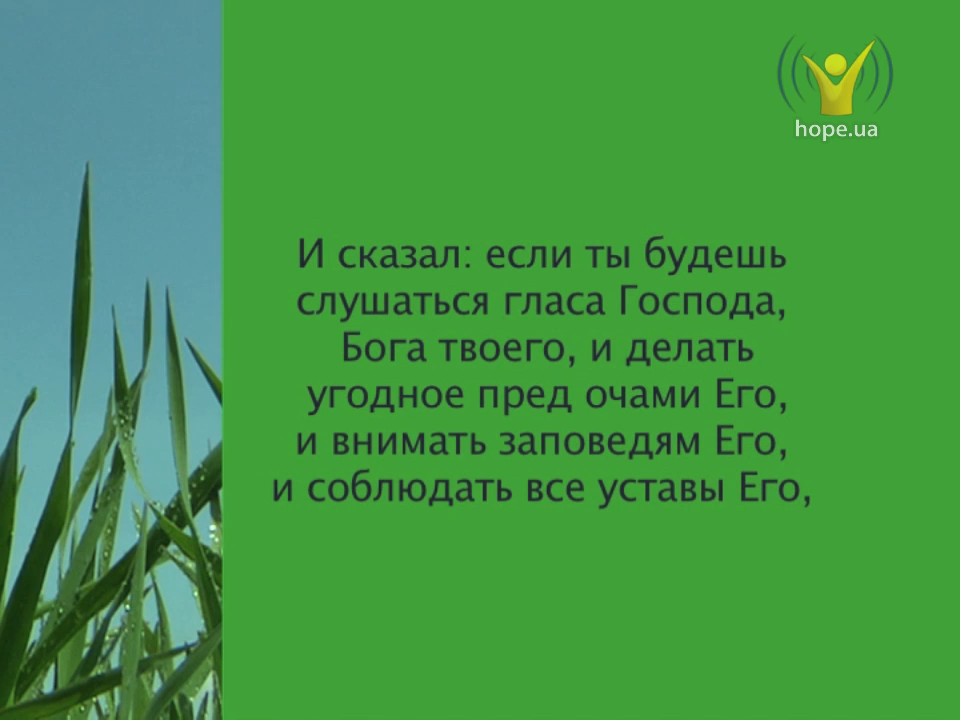 hope.ua
И сказал: если ты будешь
слушаться гласа Господа,
Бога твоего, и делать
угодное пред очами Его,
и внимать заповедям Его,
и соблюдать все уставы Его,